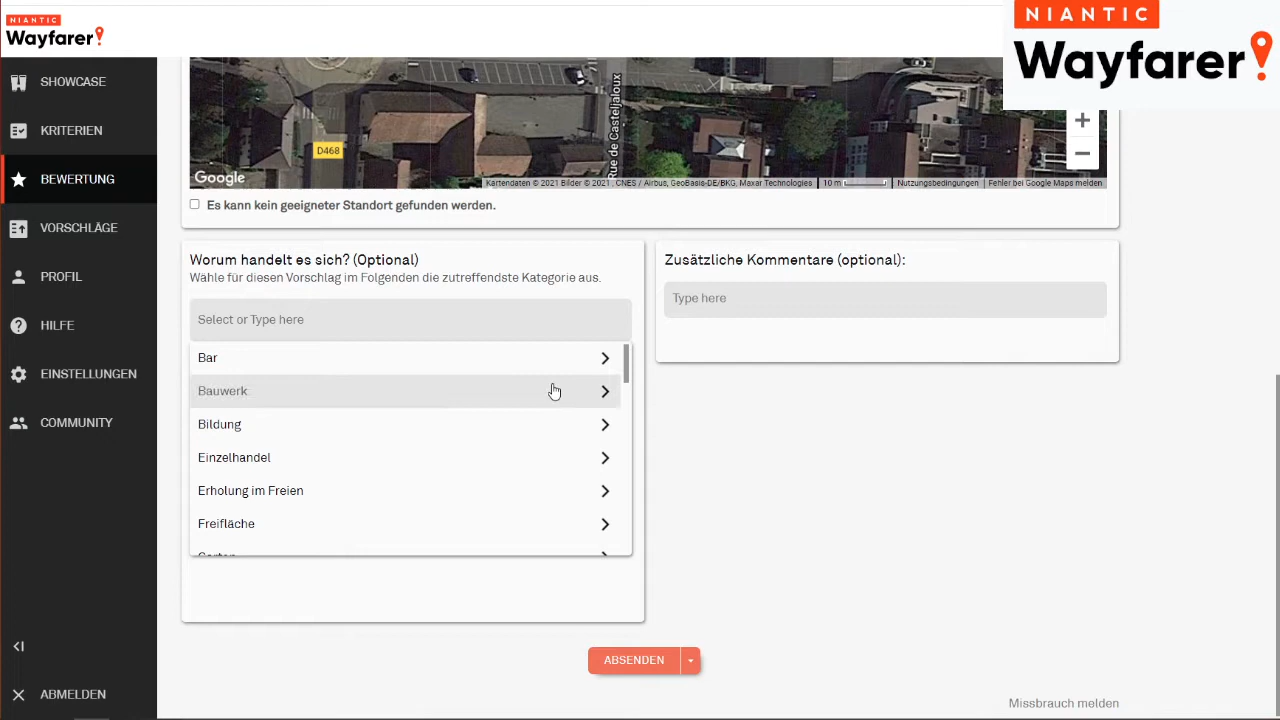 NIANTIC
Wayfarer
NIANTIC
Wayfarer
SHOWCASE
KRITERIEN
BEWERTUNG
VORSCHLÄGE
PROFIL
HILFE
EINSTELLUNGEN
COMMUNITY
ABMELDEN
Rue de Casteljaloux
D468
+
−
Google
Kartendaten © 2021 Bilder © 2021 , CNES / Airbus, GeoBasis-DE/BKG, Maxar Technologies
10 m
Nutzungsbedingungen
Fehler bei Google Maps melden
Es kann kein geeigneter Standort gefunden werden.
Worum handelt es sich? (Optional)
Wähle für diesen Vorschlag im Folgenden die zutreffendste Kategorie aus.
Select or Type here
Bar
Bauwerk
Bildung
Einzelhandel
Erholung im Freien
Freifläche
Zusätzliche Kommentare (optional):
Type here
ABSENDEN
Missbrauch melden